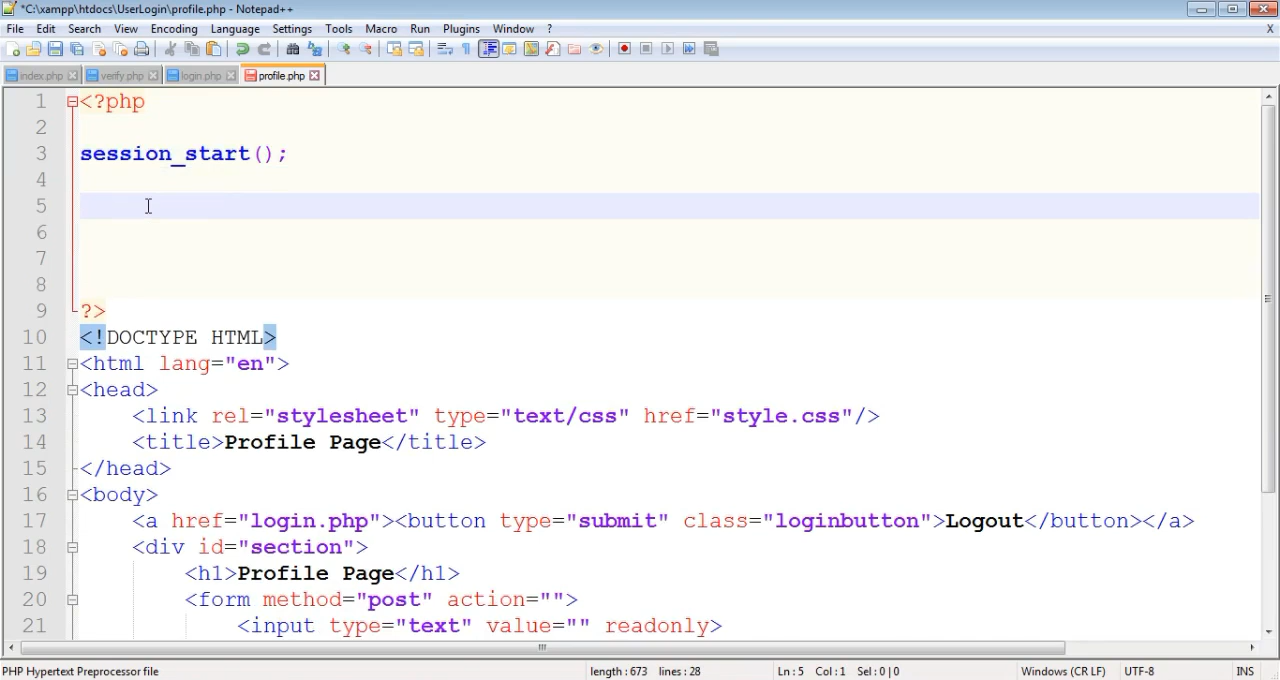 *C:\xampp\htdocs\UserLogin\profile.php - Notepad++
File Edit Search View Encoding Language Settings Tools Macro Run Plugins Window ? X
index.php verify.php login.php profile.php
1 <?php
2
3 session_start();
4
5
6
7
8
9 ?>
10 <!DOCTYPE HTML>
11 <html lang="en">
12 <head>
13 <link rel="stylesheet" type="text/css" href="style.css"/>
14 <title>Profile Page</title>
15 </head>
16 <body>
17 <a href="login.php"><button type="submit" class="loginbutton">Logout</button></a>
18 <div id="section">
19 <h1>Profile Page</h1>
20 <form method="post" action="">
21 <input type="text" value="" readonly>
PHP Hypertext Preprocessor file length : 673 lines : 28 Ln : 5 Col : 1 Sel : 0 | 0 Windows (CR LF) UTF-8 INS